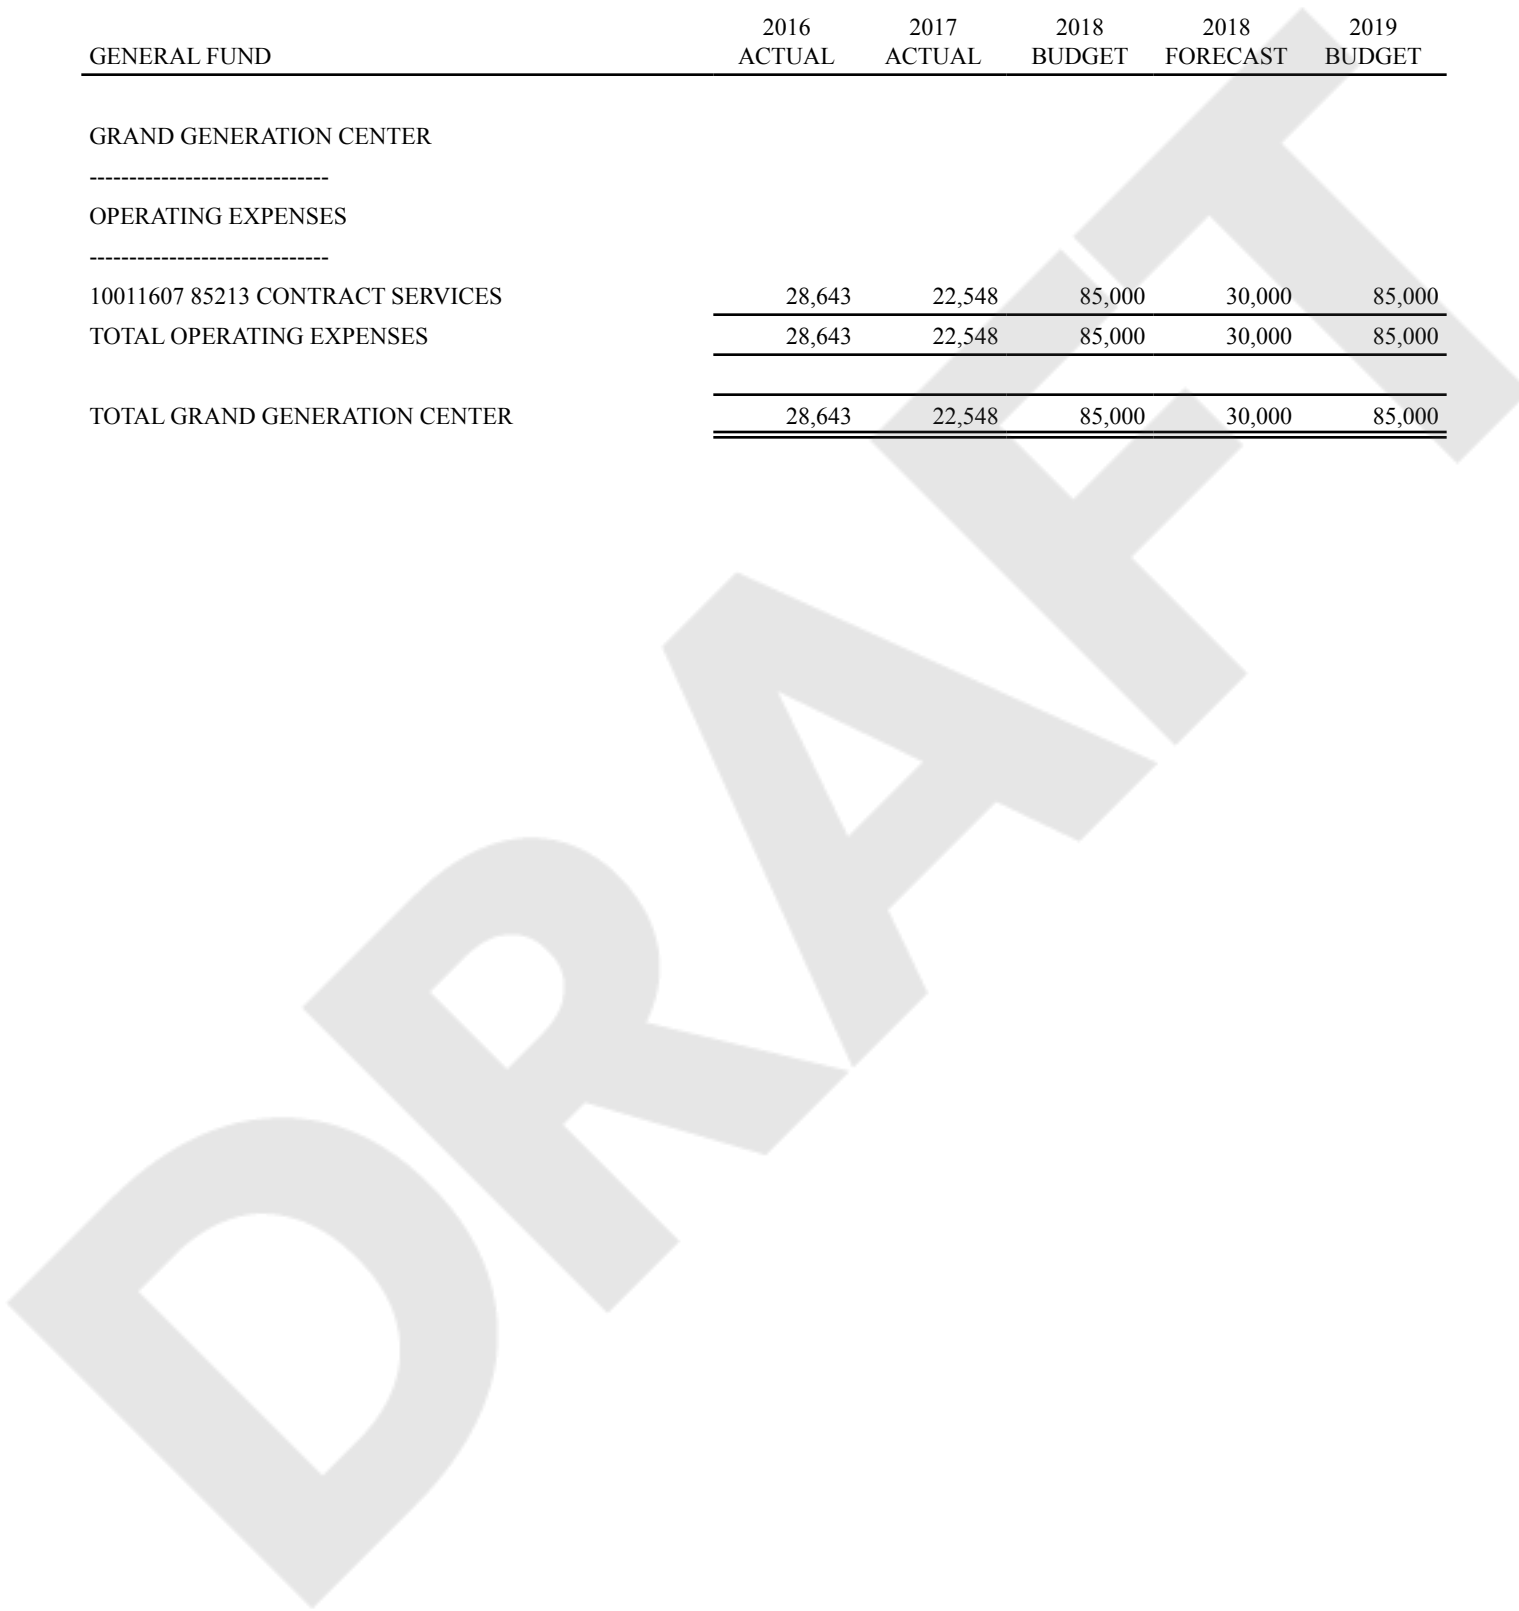 GENERAL FUND 2016 ACTUAL 2017 ACTUAL 2018 BUDGET 2018 FORECAST 2019 BUDGET
GRAND GENERATION CENTER
------------------------------
OPERATING EXPENSES
------------------------------
10011607 85213 CONTRACT SERVICES 28,643 22,548 85,000 30,000 85,000
TOTAL OPERATING EXPENSES 28,643 22,548 85,000 30,000 85,000
TOTAL GRAND GENERATION CENTER 28,643 22,548 85,000 30,000 85,000
DRAFT